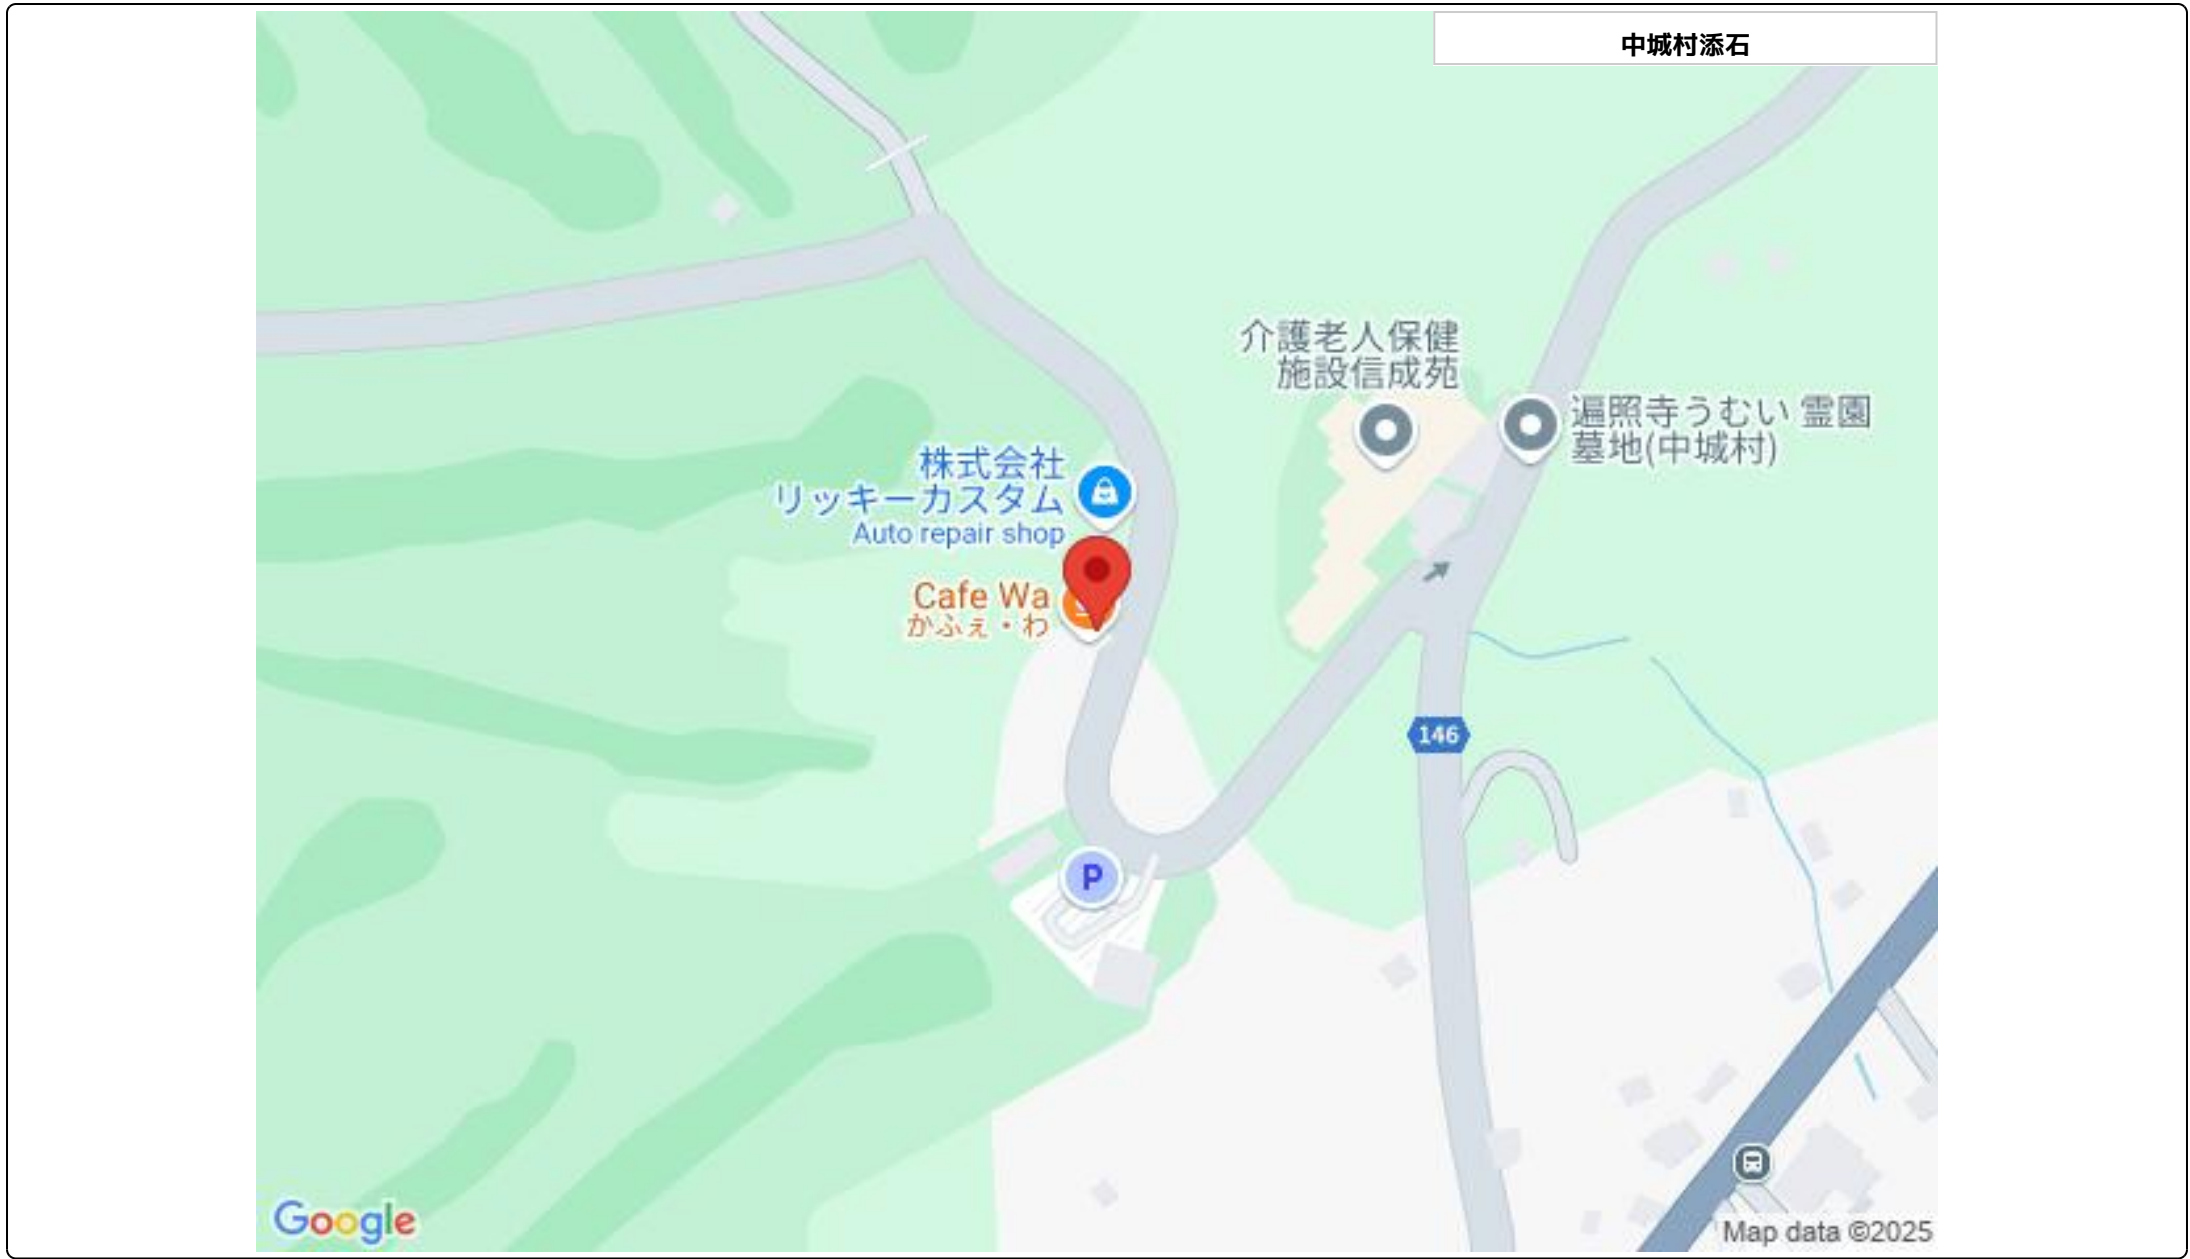 中城村添石
介護老人保健
施設信成苑
遍照寺うむい 霊園
墓地(中城村)
株式会社
リッキーカスタム
Auto repair shop
Cafe Wa
かふぇ・わ
146
P
Google
Map data ©2025